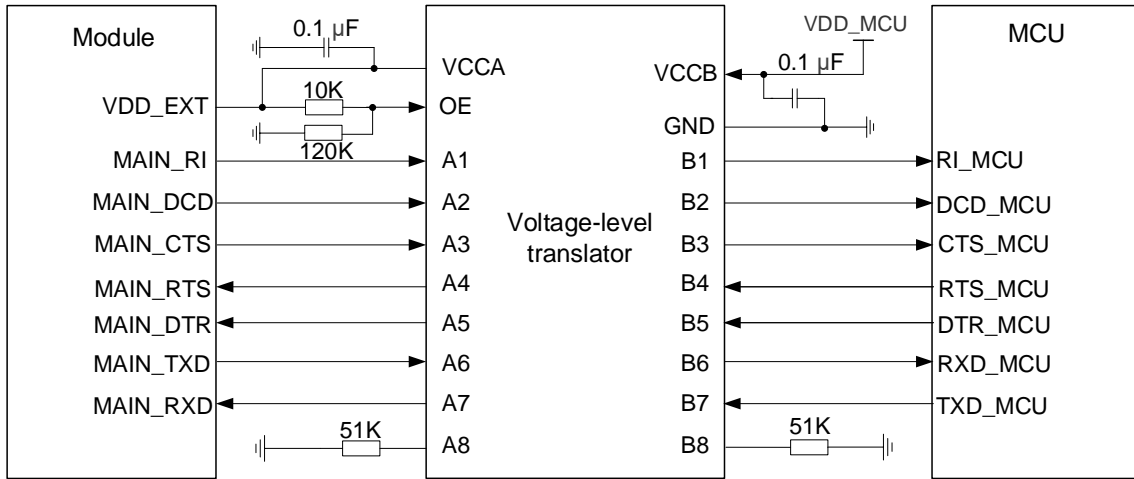 Module
0.1 µF
VDD_MCU
MCU
VCCA
VCCB
0.1 µF
VDD_EXT
10K
OE
120K
GND
MAIN_RI
A1
B1
RI_MCU
MAIN_DCD
A2
B2
DCD_MCU
Voltage-level
translator
MAIN_CTS
A3
B3
CTS_MCU
MAIN_RTS
A4
B4
RTS_MCU
MAIN_DTR
A5
B5
DTR_MCU
MAIN_TXD
A6
B6
RXD_MCU
MAIN_RXD
A7
B7
TXD_MCU
51K
A8
B8
51K